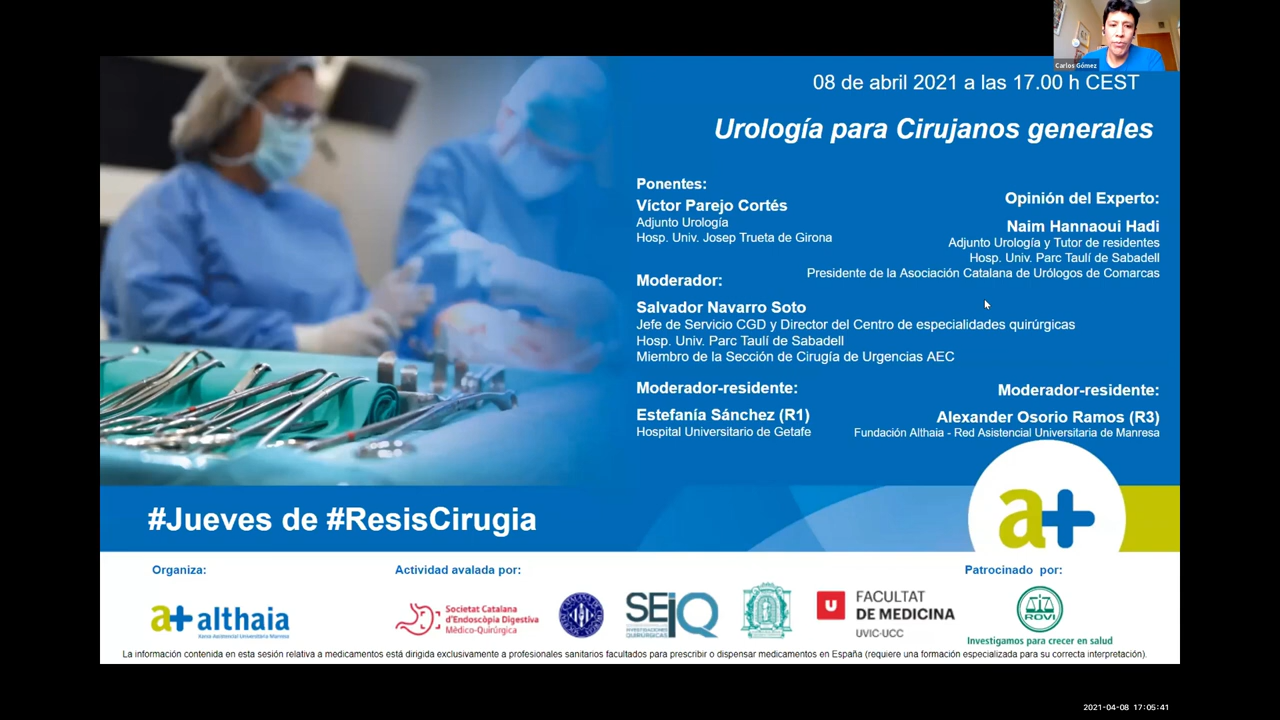 Carlos Gómez
08 de abril 2021 a las 17.00 h CEST
Urología para Cirujanos generales
Ponentes:
Víctor Parejo Cortés
Adjunto Urología
Hosp. Univ. Josep Trueta de Girona
Opinión del Experto:
Naim Hannaoui Hadi
Adjunto Urología y Tutor de residentes
Hosp. Univ. Parc Taulí de Sabadell
Presidente de la Asociación Catalana de Urólogos de Comarcas
Moderador:
Salvador Navarro Soto
Jefe de Servicio CGD y Director del Centro de especialidades quirúrgicas
Hosp. Univ. Parc Taulí de Sabadell
Miembro de la Sección de Cirugía de Urgencias AEC
Moderador-residente:
Estefanía Sánchez (R1)
Hospital Universitario de Getafe
Moderador-residente:
Alexander Osorio Ramos (R3)
Fundación Althaia - Red Asistencial Universitaria de Manresa
#Jueves de #ResisCirugia
a+
Organiza:
a+ althaia
Xarxa Assistencial Universitària Manresa
Actividad avalada por:
Societat Catalana
d'Endoscòpia Digestiva
Mèdico-Quirúrgica
SEIQ
INVESTIGACIONES
QUIRÚRGICAS
U
FACULTAT
DE MEDICINA
UVIC·UCC
Patrocinado por:
ROVI
Investigamos para crecer en salud
La información contenida en esta sesión relativa a medicamentos está dirigida exclusivamente a profesionales sanitarios facultados para prescribir o dispensar medicamentos en España (requiere una formación especializada para su correcta interpretación).
2021-04-08 17:05:41